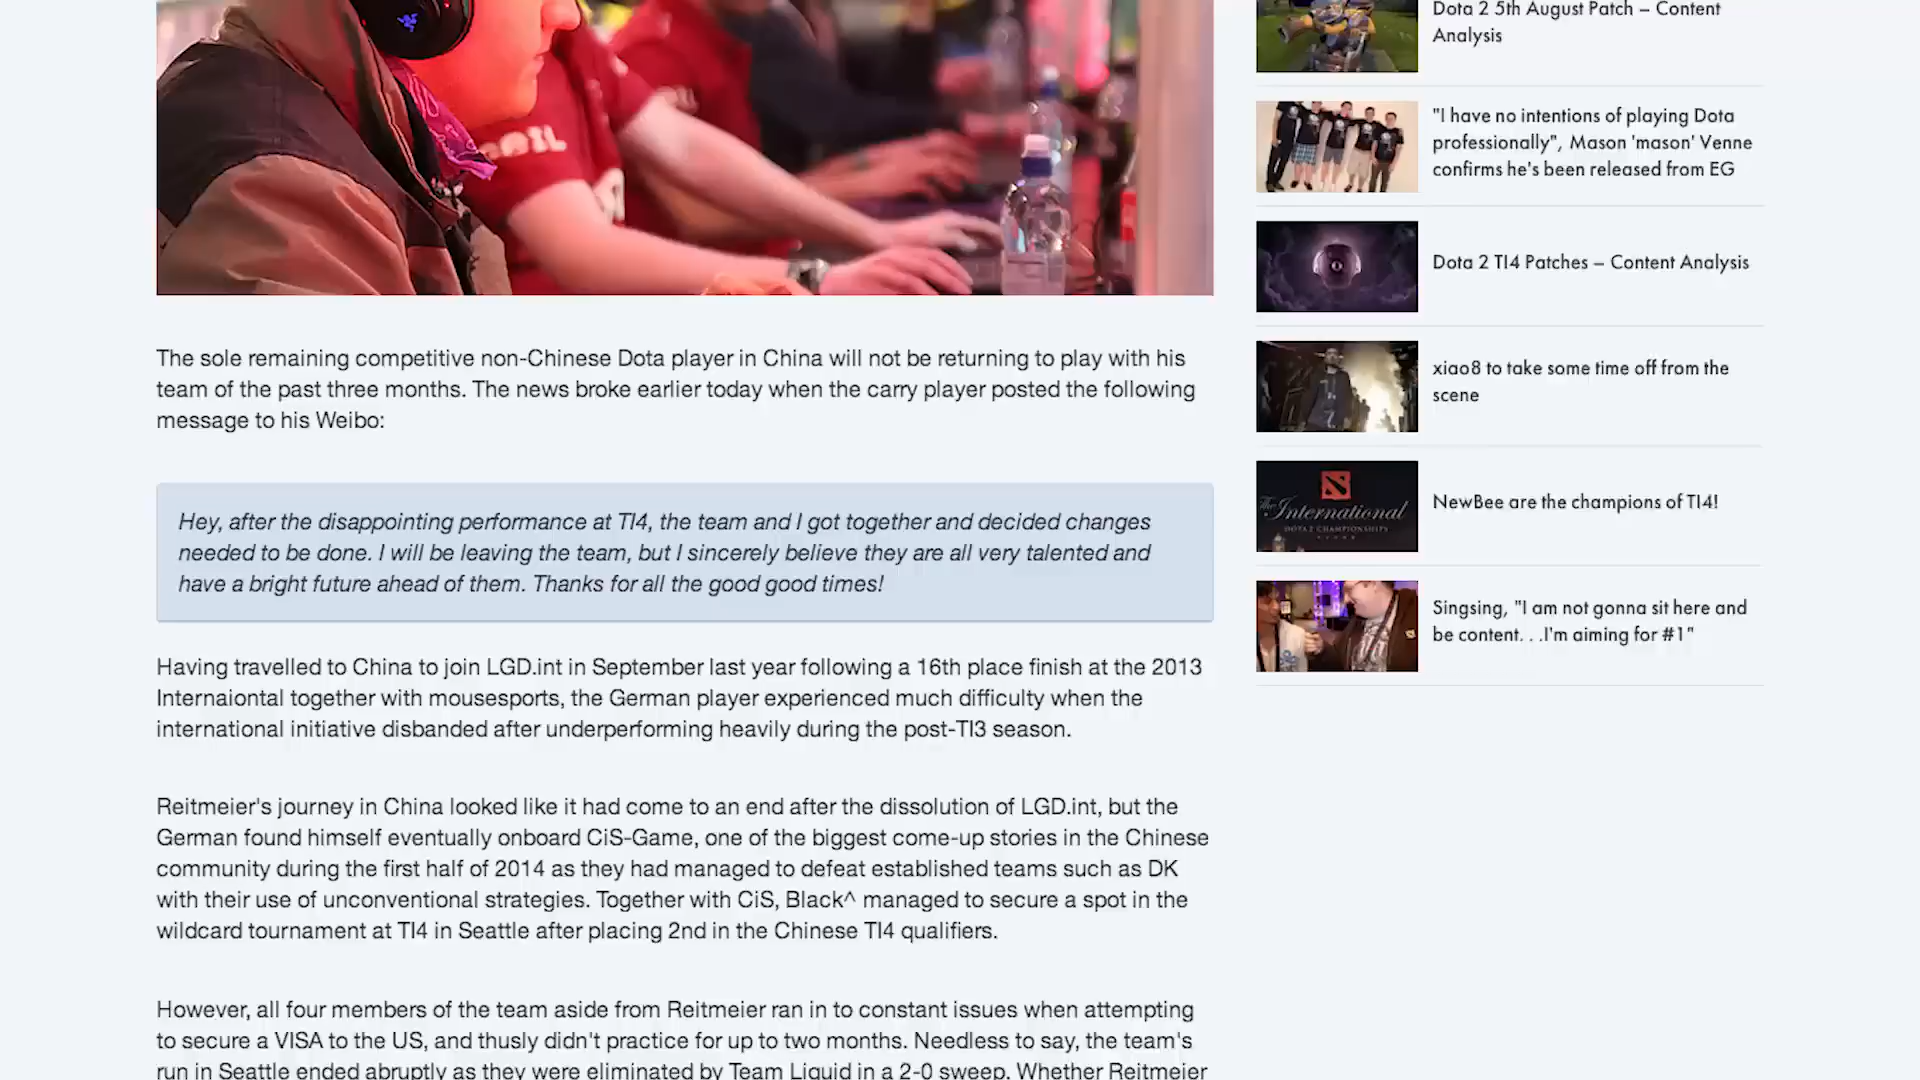 The sole remaining competitive non-Chinese Dota player in China will not be returning to play with his
team of the past three months. The news broke earlier today when the carry player posted the following
message to his Weibo:
Hey, after the disappointing performance at TI4, the team and I got together and decided changes
needed to be done. I will be leaving the team, but I sincerely believe they are all very talented and
have a bright future ahead of them. Thanks for all the good good times!
Having travelled to China to join LGD.int in September last year following a 16th place finish at the 2013
Internaiontal together with mousesports, the German player experienced much difficulty when the
international initiative disbanded after underperforming heavily during the post-TI3 season.
Reitmeier's journey in China looked like it had come to an end after the dissolution of LGD.int, but the
German found himself eventually onboard CiS-Game, one of the biggest come-up stories in the Chinese
community during the first half of 2014 as they had managed to defeat established teams such as DK
with their use of unconventional strategies. Together with CiS, Black^ managed to secure a spot in the
wildcard tournament at TI4 in Seattle after placing 2nd in the Chinese TI4 qualifiers.
However, all four members of the team aside from Reitmeier ran in to constant issues when attempting
to secure a VISA to the US, and thusly didn't practice for up to two months. Needless to say, the team's
run in Seattle ended abruptly as they were eliminated by Team Liquid in a 2-0 sweep. Whether Reitmeier
Dota 2 5th August Patch – Content
Analysis
"I have no intentions of playing Dota
professionally", Mason 'mason' Venne
confirms he's been released from EG
Dota 2 TI4 Patches – Content Analysis
xiao8 to take some time off from the
scene
The International
DOTA 2 CHAMPIONSHIPS
NewBee are the champions of TI4!
Singsing, "I am not gonna sit here and
be content. . .I'm aiming for #1"